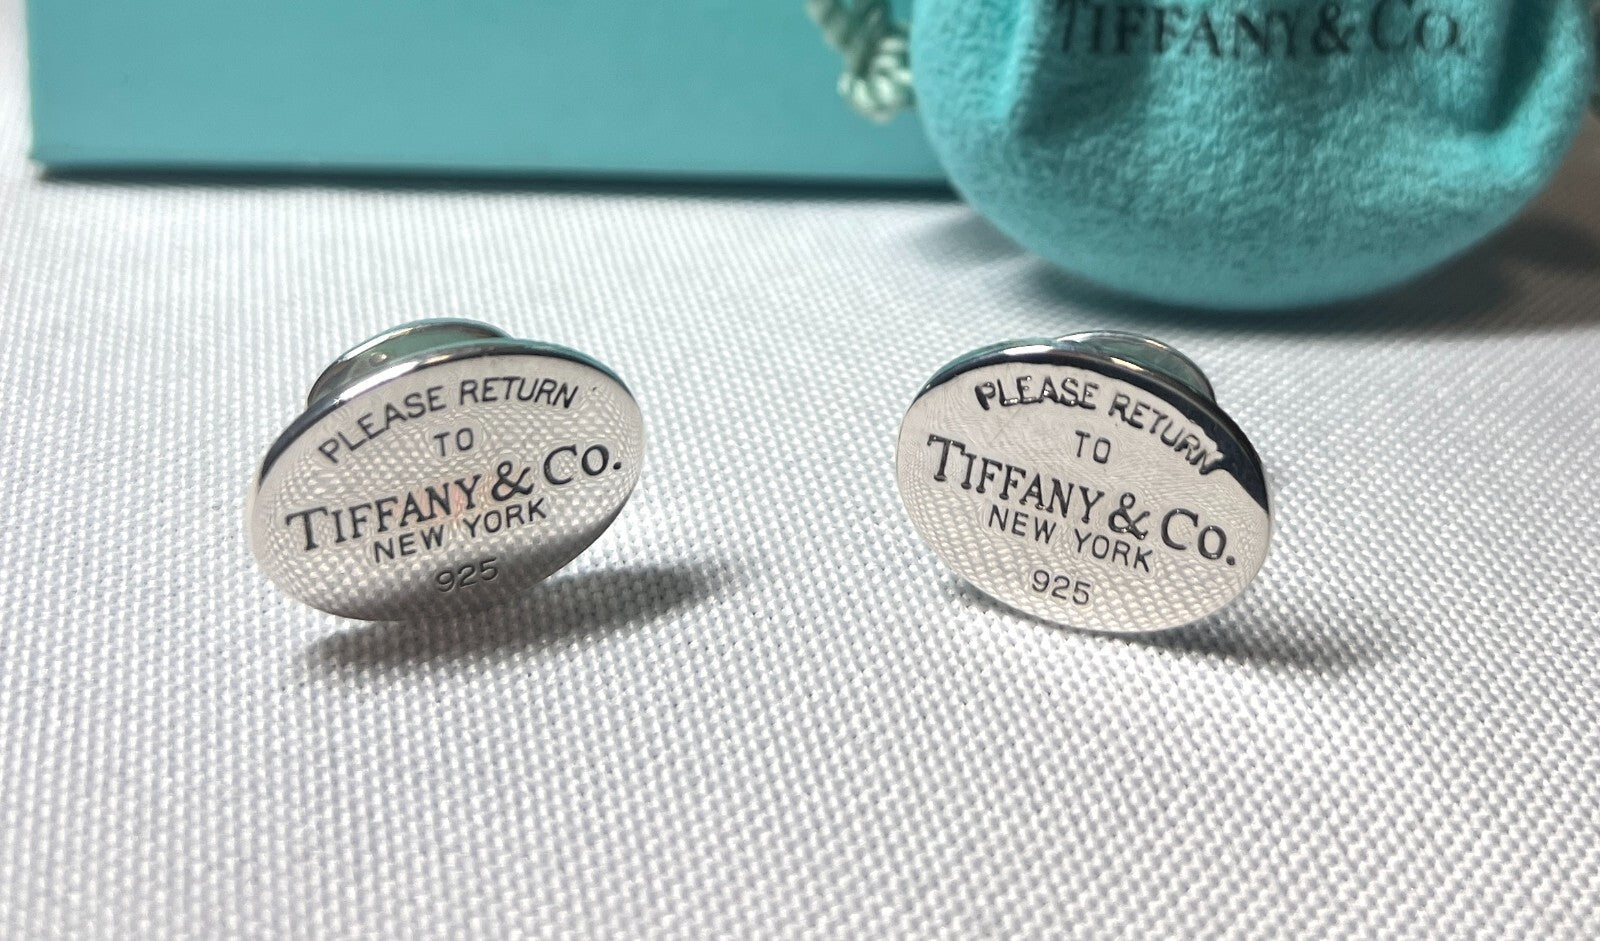 TIFFANY & CO.
PLEASE RETURN
TO
TIFFANY & CO.
NEW YORK
925
PLEASE RETURN
TO
TIFFANY & CO.
NEW YORK
925